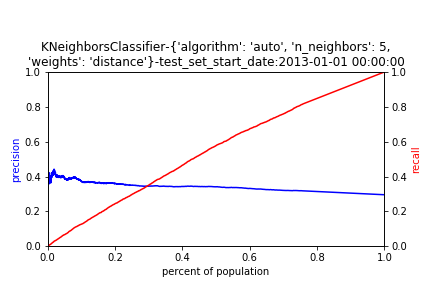 KNeighborsClassifier-{'algorithm': 'auto', 'n_neighbors': 5,
'weights': 'distance'}-test_set_start_date:2013-01-01 00:00:00
1.0
0.8
0.6
0.4
0.2
0.0
precision
1.0
0.8
0.6
0.4
0.2
0.0
recall
0.0 0.2 0.4 0.6 0.8 1.0
percent of population